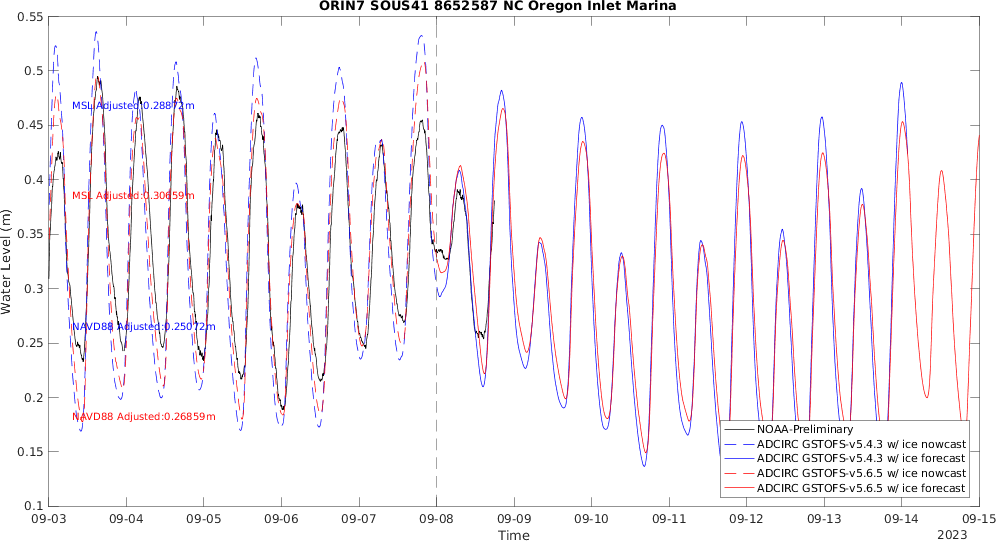 ORIN7 SOUS41 8652587 NC Oregon Inlet Marina
Water Level (m)
0.55
0.5
0.45
0.4
0.35
0.3
0.25
0.2
0.15
0.1
MSL Adjusted:0.28872m
MSL Adjusted:0.30659m
NAVD88 Adjusted:0.25072m
NAVD88 Adjusted:0.26859m
NOAA-Preliminary
ADCIRC GSTOFS-v5.4.3 w/ ice nowcast
ADCIRC GSTOFS-v5.4.3 w/ ice forecast
ADCIRC GSTOFS-v5.6.5 w/ ice nowcast
ADCIRC GSTOFS-v5.6.5 w/ ice forecast
09-03 09-04 09-05 09-06 09-07 09-08 09-09 09-10 09-11 09-12 09-13 09-14 09-15
Time
2023